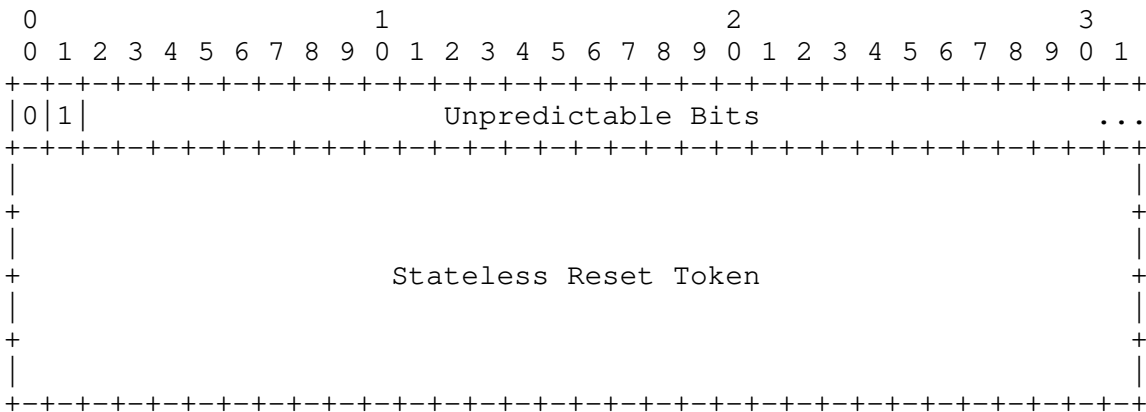 0                   1                   2                   3
 0 1 2 3 4 5 6 7 8 9 0 1 2 3 4 5 6 7 8 9 0 1 2 3 4 5 6 7 8 9 0 1
+-+-+-+-+-+-+-+-+-+-+-+-+-+-+-+-+-+-+-+-+-+-+-+-+-+-+-+-+-+-+-+-+
|0|1|                    Unpredictable Bits                   ...
+-+-+-+-+-+-+-+-+-+-+-+-+-+-+-+-+-+-+-+-+-+-+-+-+-+-+-+-+-+-+-+-+
|                                                               |
+                                                               +
|                                                               |
+                     Stateless Reset Token                     +
|                                                               |
+                                                               +
|                                                               |
+-+-+-+-+-+-+-+-+-+-+-+-+-+-+-+-+-+-+-+-+-+-+-+-+-+-+-+-+-+-+-+-+